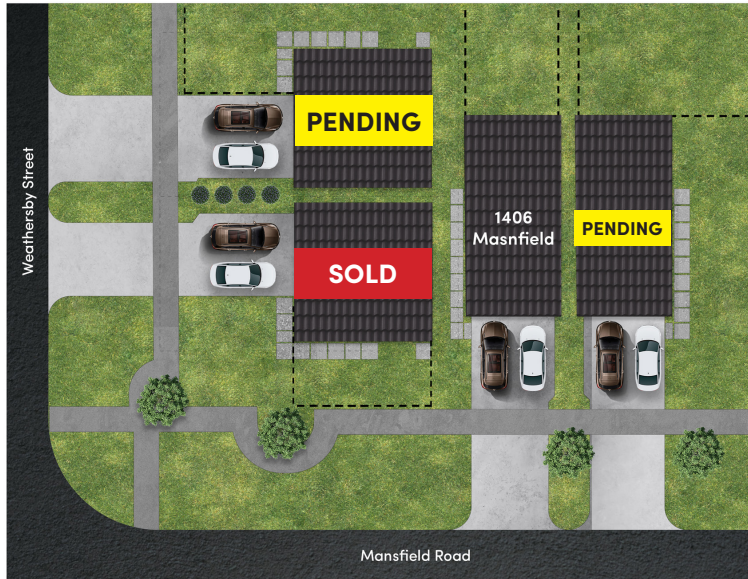 PENDING
Weathersby Street
1406
Masnfield
PENDING
SOLD
Mansfield Road